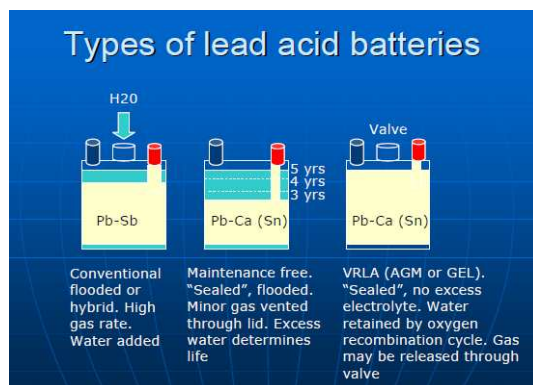 Types of lead acid batteries
H20
Valve
5 yrs
4 yrs
3 yrs
Pb-Sb
Pb-Ca (Sn)
Pb-Ca (Sn)
Conventional
flooded or
hybrid. High
gas rate.
Water added
Maintenance free.
“Sealed”, flooded.
Minor gas vented
through lid. Excess
water determines
life
VRLA (AGM or GEL).
“Sealed”, no excess
electrolyte. Water
retained by oxygen
recombination cycle. Gas
may be released through
valve